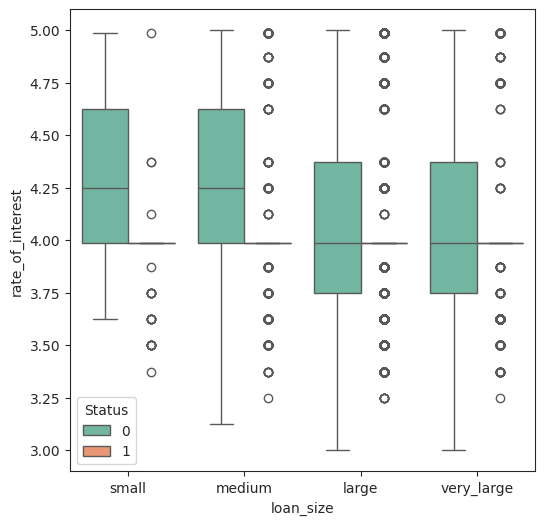 5.00
4.75
4.50
4.25
4.00
3.75
3.50
3.25
3.00
rate_of_interest
Status
0
1
small medium large very_large
loan_size